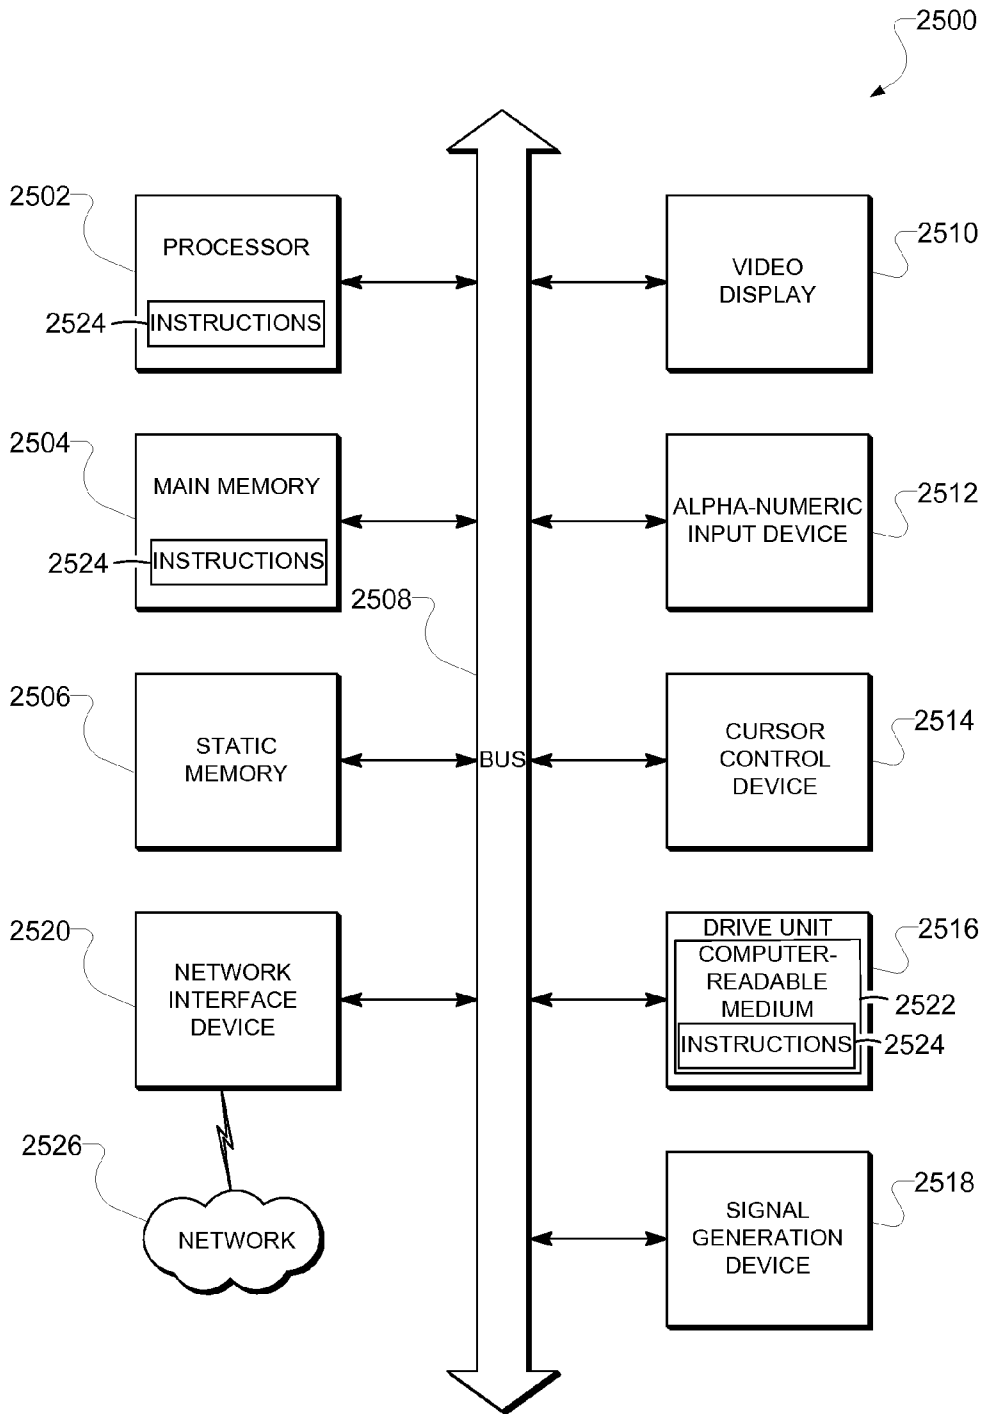 2500
2502
PROCESSOR
2524
INSTRUCTIONS
2510
VIDEO
DISPLAY
2504
MAIN MEMORY
2524
INSTRUCTIONS
2512
ALPHA-NUMERIC
INPUT DEVICE
2508
2506
STATIC
MEMORY
BUS
2514
CURSOR
CONTROL
DEVICE
2520
NETWORK
INTERFACE
DEVICE
2516
DRIVE UNIT
COMPUTER-
READABLE
MEDIUM
2522
INSTRUCTIONS
2524
2526
NETWORK
2518
SIGNAL
GENERATION
DEVICE